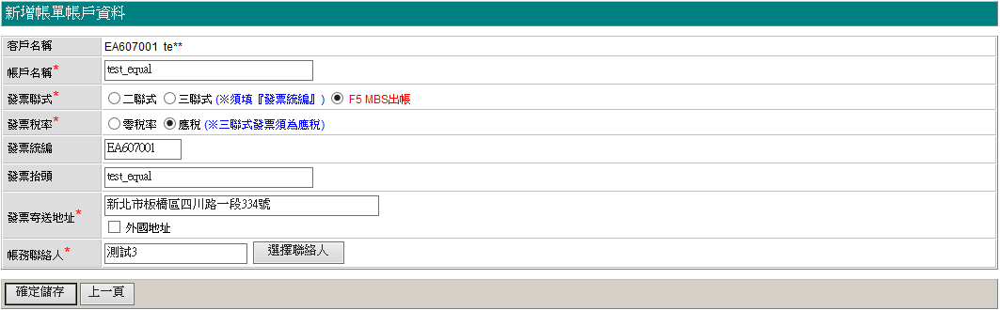 新增帳單帳戶資料
客戶名稱 EA607001 te**
帳戶名稱* test_equal
發票聯式* 二聯式 三聯式 (※須填『發票統編』) F5 MBS出帳
發票稅率* 零稅率 應稅 (※三聯式發票須為應稅)
發票統編 EA607001
發票抬頭 test_equal
發票寄送地址* 新北市板橋區四川路一段334號
外國地址
帳務聯絡人* 測試3 選擇聯絡人
確定儲存 上一頁